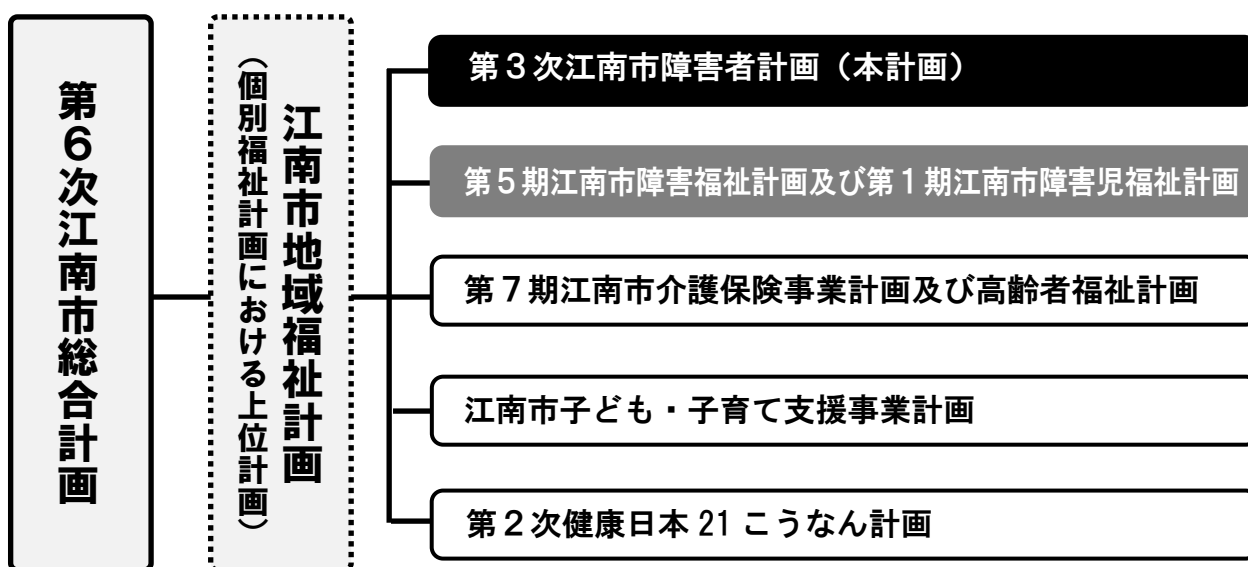 第６次江南市総合計画
江南市地域福祉計画
（個別福祉計画における上位計画）
第３次江南市障害者計画（本計画）
第５期江南市障害福祉計画及び第１期江南市障害児福祉計画
第７期江南市介護保険事業計画及び高齢者福祉計画
江南市子ども・子育て支援事業計画
第２次健康日本 21 こうなん計画